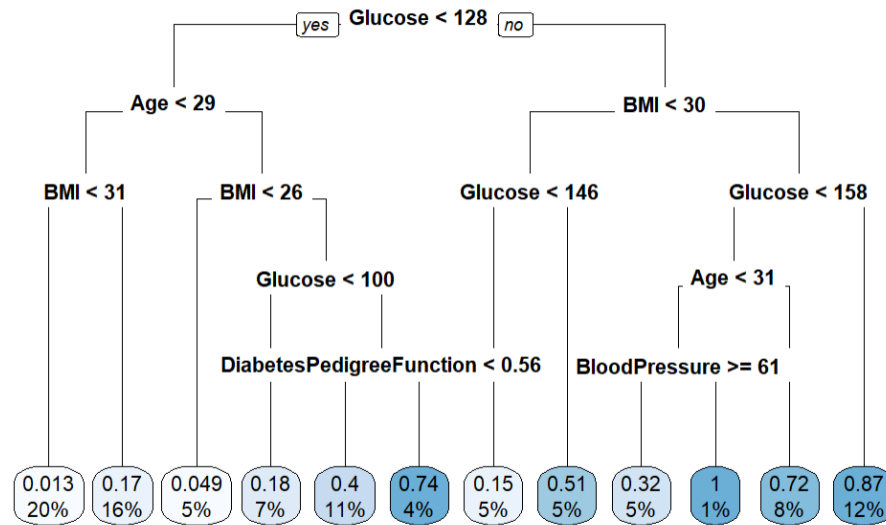 yes Glucose < 128 no
Age < 29 BMI < 30
BMI < 31 BMI < 26 Glucose < 146 Glucose < 158
Glucose < 100 Age < 31
DiabetesPedigreeFunction < 0.56 BloodPressure >= 61
0.013 0.17 0.049 0.18 0.4 0.74 0.15 0.51 0.32 1 0.72 0.87
20% 16% 5% 7% 11% 4% 5% 5% 5% 1% 8% 12%